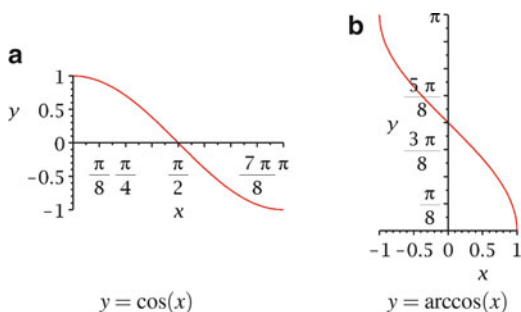 a
1
y 0.5
0
π/8 π/4 π/2 7π/8 π
−0.5
−1
x
y = cos(x)
b
π
5π/8
y
3π/8
π/8
−1 −0.5 0 0.5 1
x
y = arccos(x)